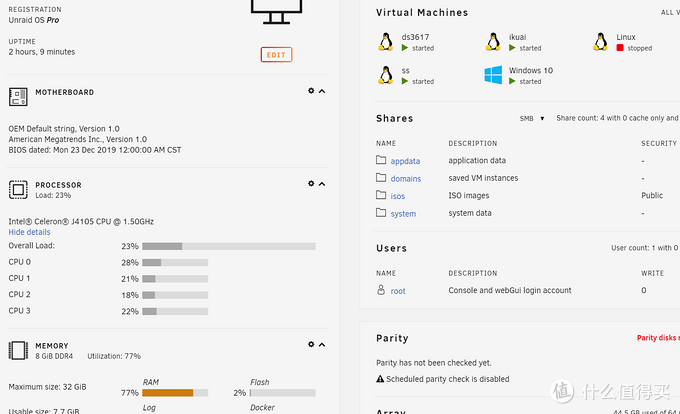 REGISTRATION
Unraid OS Pro
UPTIME
2 hours, 9 minutes
EDIT
MOTHERBOARD
OEM Default string, Version 1.0
American Megatrends Inc., Version 1.0
BIOS dated: Mon 23 Dec 2019 12:00:00 AM CST
PROCESSOR
Load: 23%
Intel® Celeron® J4105 CPU @ 1.50GHz
Hide details
Overall Load: 23%
CPU 0 28%
CPU 1 21%
CPU 2 18%
CPU 3 22%
MEMORY
8 GiB DDR4 Utilization: 77%
RAM Flash
Maximum size: 32 GiB 77% 2%
Log Docker
Usable size: 7.7 GiB
Virtual Machines ALL
ds3617
started
ikuai
started
Linux
stopped
ss
started
Windows 10
started
Shares SMB Share count: 4 with 0 cache only and
NAME DESCRIPTION SECURITY
appdata application data -
domains saved VM instances -
isos ISO images Public
system system data -
Users User count: 1 with 0
NAME DESCRIPTION WRITE
root Console and webGui login account 0
Parity Parity disks
Parity has not been checked yet.
Scheduled parity check is disabled
Array 44.5 GB used of 64
值 什么值得买